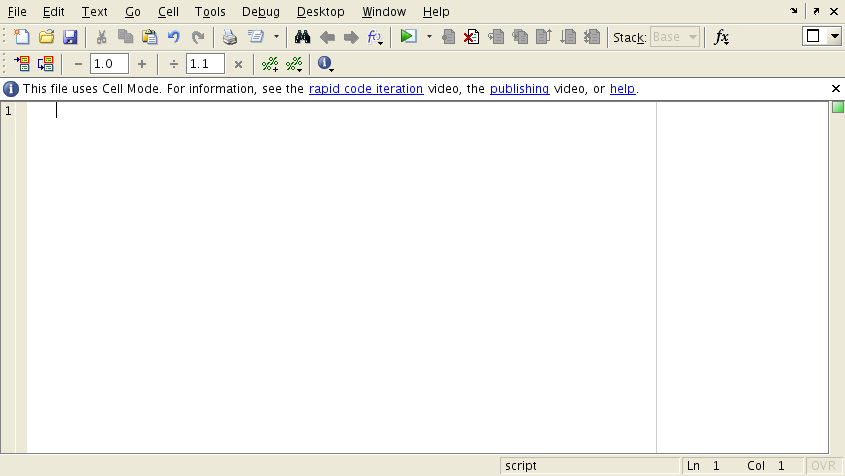 File Edit Text Go Cell Tools Debug Desktop Window Help
Stack: Base fx
− 1.0 + ÷ 1.1 ×
This file uses Cell Mode. For information, see the rapid code iteration video, the publishing video, or help.
1
script Ln 1 Col 1 OVR